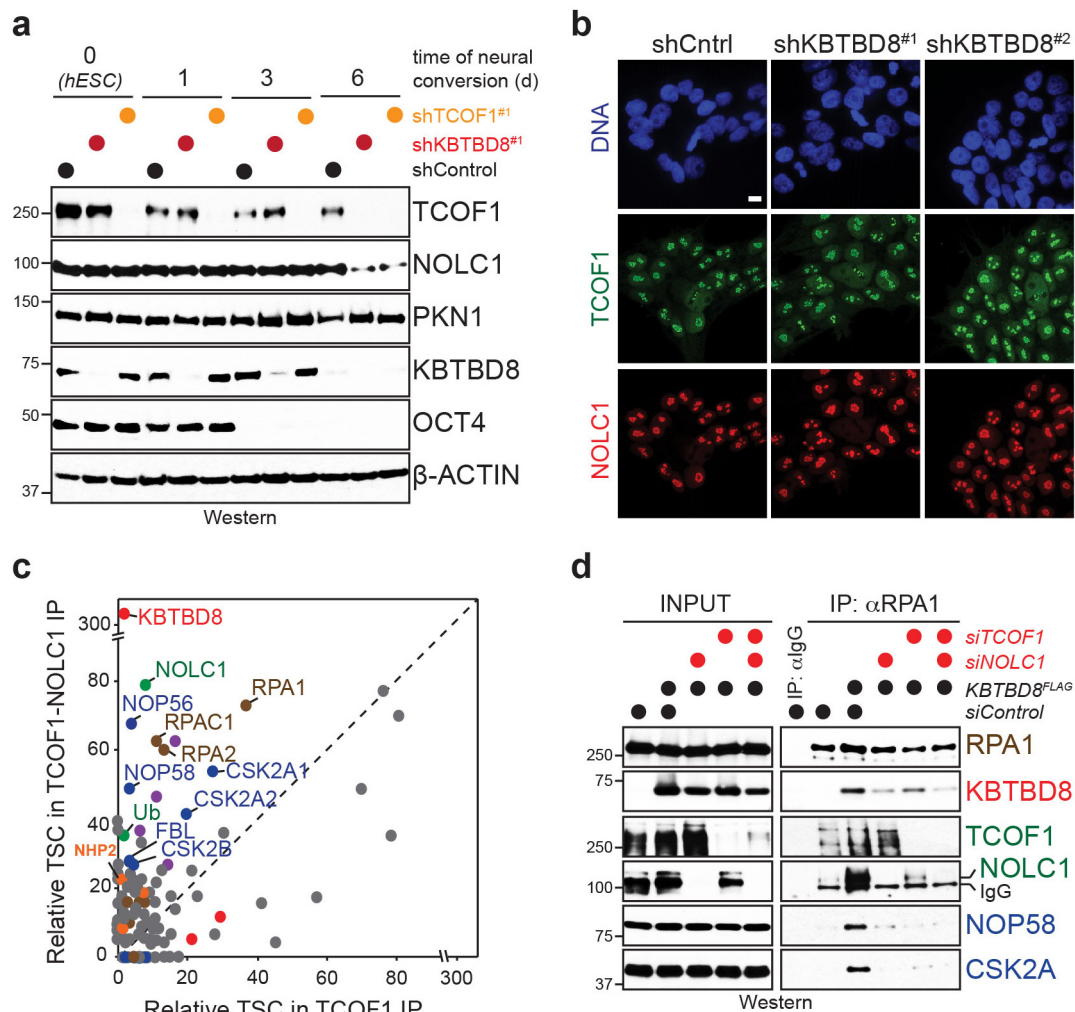 a
0
(hESC)
1
3
6
time of neural
conversion (d)
shTCOF1#1
shKBTBD8#1
shControl
250
TCOF1
100
NOLC1
150
PKN1
75
KBTBD8
50
OCT4
37
β-ACTIN
Western
b
shCntrl
shKBTBD8#1
shKBTBD8#2
DNA
TCOF1
NOLC1
c
Relative TSC in TCOF1-NOLC1 IP
300
80
60
40
20
0
KBTBD8
NOLC1
RPA1
NOP56
RPAC1
RPA2
NOP58
CSK2A1
CSK2A2
Ub
FBL
NHP2
CSK2B
0 20 40 60 80 300
Relative TSC in TCOF1 IP
d
INPUT
IP: αIgG
IP: αRPA1
siTCOF1
siNOLC1
KBTBD8FLAG
siControl
250
RPA1
75
KBTBD8
250
TCOF1
100
NOLC1
IgG
75
NOP58
37
CSK2A
Western